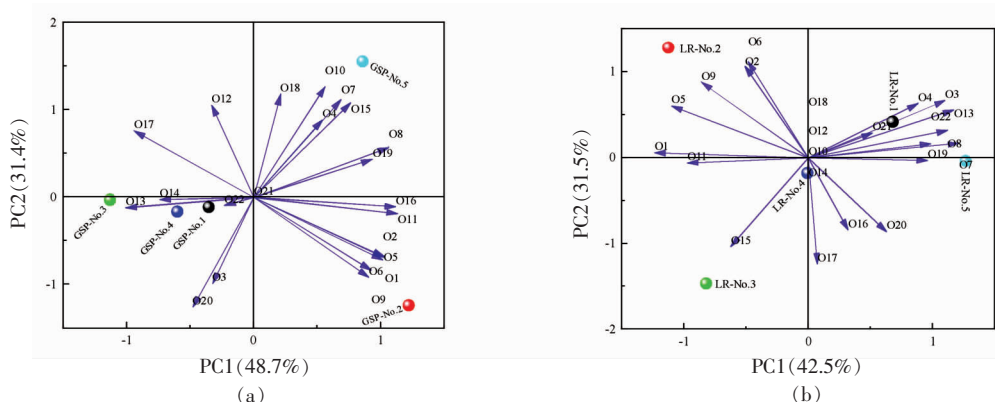 2
1
0
-1
PC2(31.4%)
O12
O17
O18
O10
O7
O4
O15
GSP-No.5
O8
O19
O14
O13
O22
O21
GSP-No.3
GSP-No.4
GSP-No.1
O16
O11
O2
O5
O6
O1
O3
O20
O9
GSP-No.2
-1
0
1
PC1(48.7%)
(a)
1
0
-1
-2
PC2(31.5%)
LR-No.2
O6
O2
O9
O5
O18
O12
O10
O14
LR-No.1
O4
O3
O13
O22
O21
O8
O19
O7
LR-No.5
O1
O11
LR-No.4
O15
O16
O20
O17
LR-No.3
-1
0
1
PC1(42.5%)
(b)